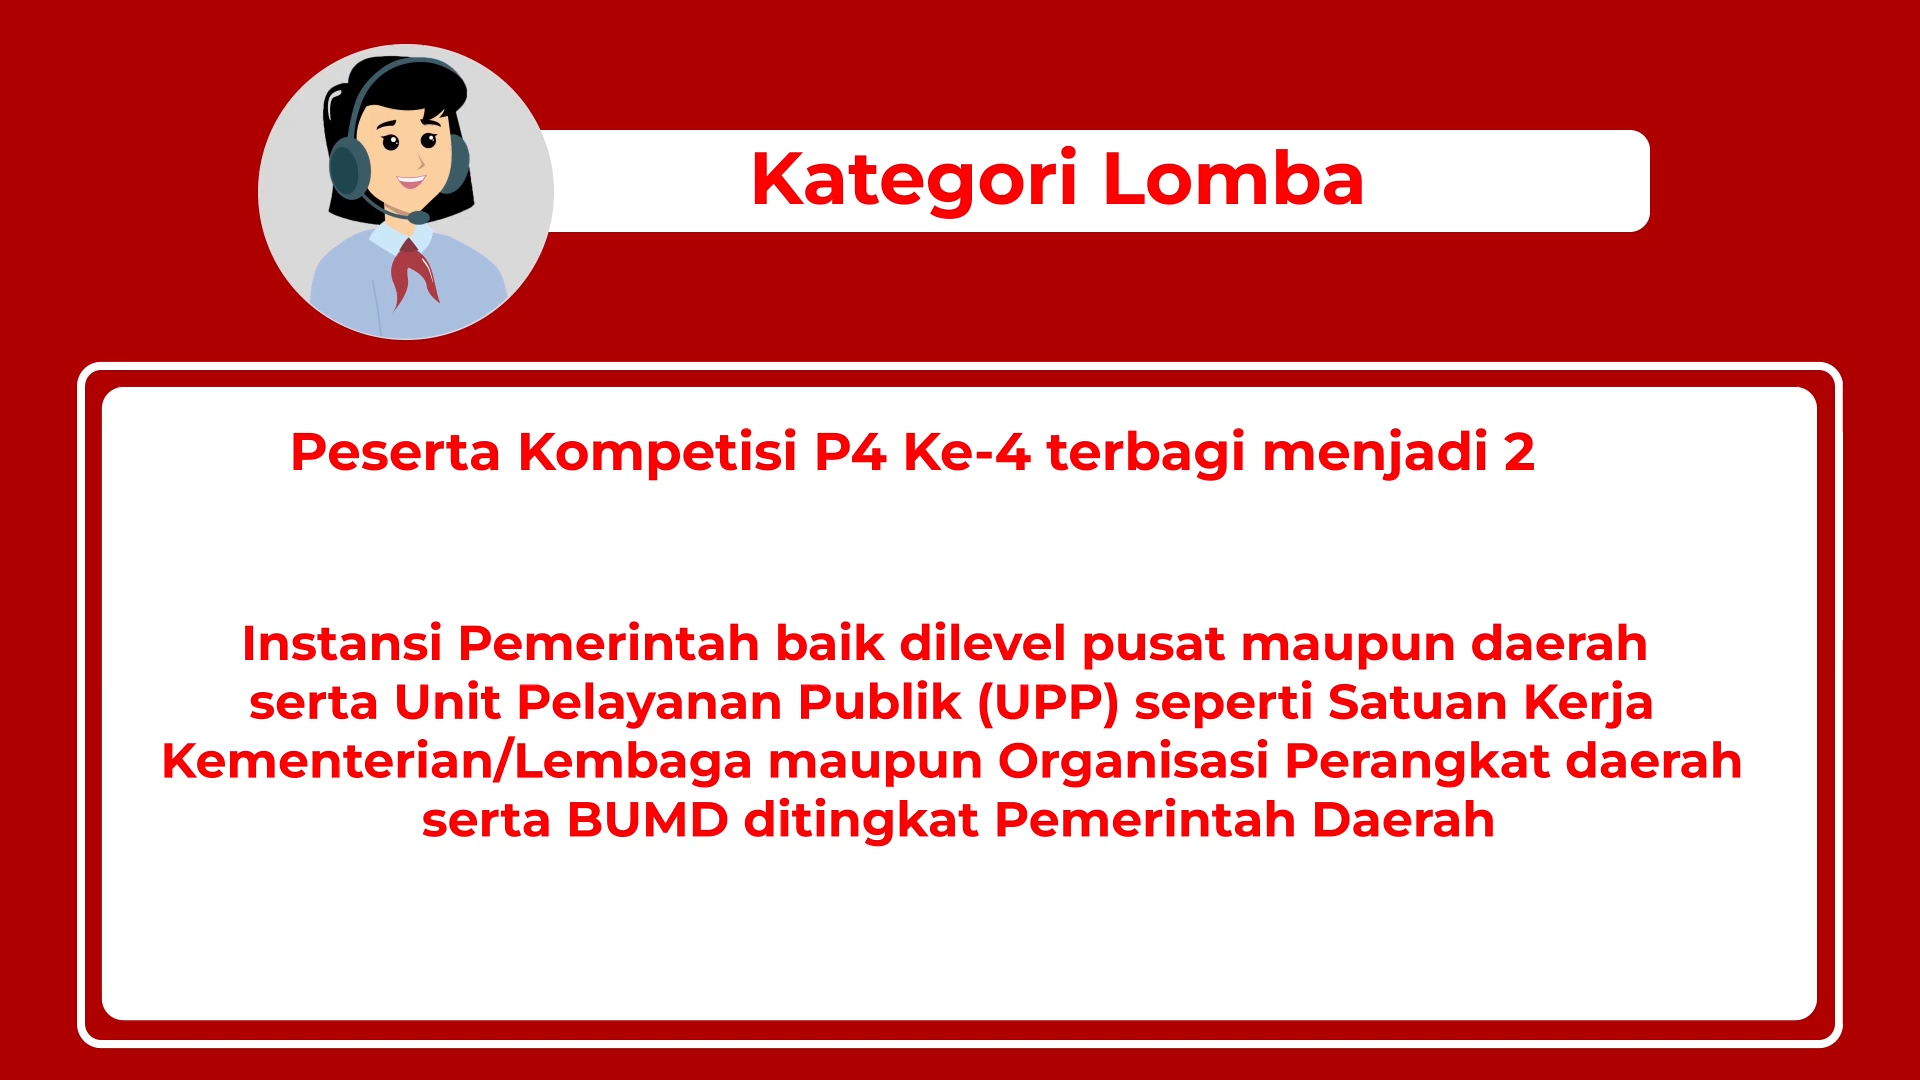 Kategori Lomba
Peserta Kompetisi P4 Ke-4 terbagi menjadi 2
Instansi Pemerintah baik dilevel pusat maupun daerah
serta Unit Pelayanan Publik (UPP) seperti Satuan Kerja
Kementerian/Lembaga maupun Organisasi Perangkat daerah
serta BUMD ditingkat Pemerintah Daerah